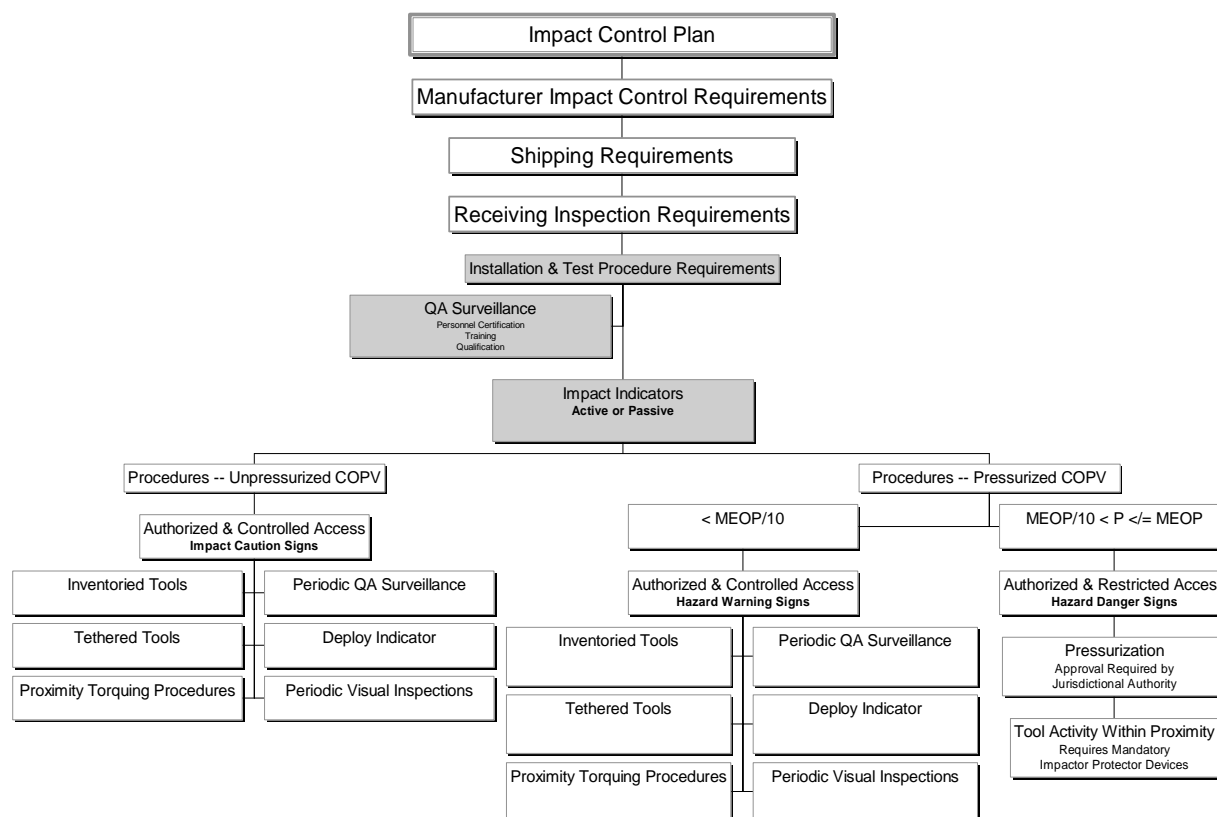 Impact Control Plan
Manufacturer Impact Control Requirements
Shipping Requirements
Receiving Inspection Requirements
Installation & Test Procedure Requirements
QA Surveillance
Personnel Certification
Training
Qualification
Impact Indicators
Active or Passive
Procedures -- Unpressurized COPV
Authorized & Controlled Access
Impact Caution Signs
Inventoried Tools
Periodic QA Surveillance
Tethered Tools
Deploy Indicator
Proximity Torquing Procedures
Periodic Visual Inspections
Procedures -- Pressurized COPV
< MEOP/10
Authorized & Controlled Access
Hazard Warning Signs
Inventoried Tools
Periodic QA Surveillance
Tethered Tools
Deploy Indicator
Proximity Torquing Procedures
Periodic Visual Inspections
MEOP/10 < P </= MEOP
Authorized & Restricted Access
Hazard Danger Signs
Pressurization
Approval Required by
Jurisdictional Authority
Tool Activity Within Proximity
Requires Mandatory
Impactor Protector Devices